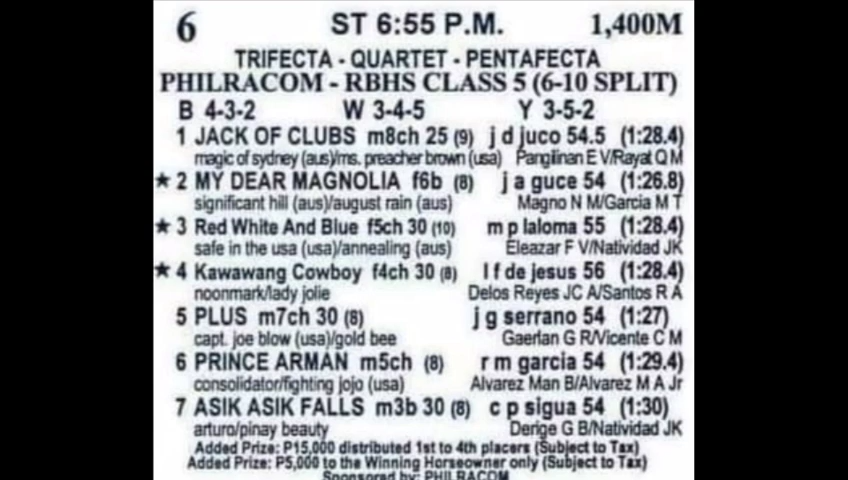 6 ST 6:55 P.M. 1,400M
TRIFECTA - QUARTET - PENTAFECTA
PHILRACOM - RBHS CLASS 5 (6-10 SPLIT)
B 4-3-2 W 3-4-5 Y 3-5-2
1 JACK OF CLUBS m8ch 25 (9) j d juco 54.5 (1:28.4)
magic of sydney (aus)/ms. preacher brown (usa) Pangilinan E V/Rayat Q M
★ 2 MY DEAR MAGNOLIA f6b (8) j a guce 54 (1:26.8)
significant hill (aus)/august rain (aus) Magno N M/Garcia M T
★ 3 Red White And Blue f5ch 30 (10) m p laloma 55 (1:28.4)
safe in the usa (usa)/annealing (aus) Eleazar F V/Natividad JK
★ 4 Kawawang Cowboy f4ch 30 (8) l f de jesus 56 (1:28.4)
noonmark/lady jolie Delos Reyes JC A/Santos R A
5 PLUS m7ch 30 (8) j g serrano 54 (1:27)
capt. joe blow (usa)/gold bee Gaerlan G R/Vicente C M
6 PRINCE ARMAN m5ch (8) r m garcia 54 (1:29.4)
consolidator/fighting jojo (usa) Alvarez Man B/Alvarez M A Jr
7 ASIK ASIK FALLS m3b 30 (8) c p sigua 54 (1:30)
arturo/pinay beauty Derige G B/Natividad JK
Added Prize: P15,000 distributed 1st to 4th placers (Subject to Tax)
Added Prize: P5,000 to the Winning Horseowner only (Subject to Tax)
Sponsored by: PHILRACOM